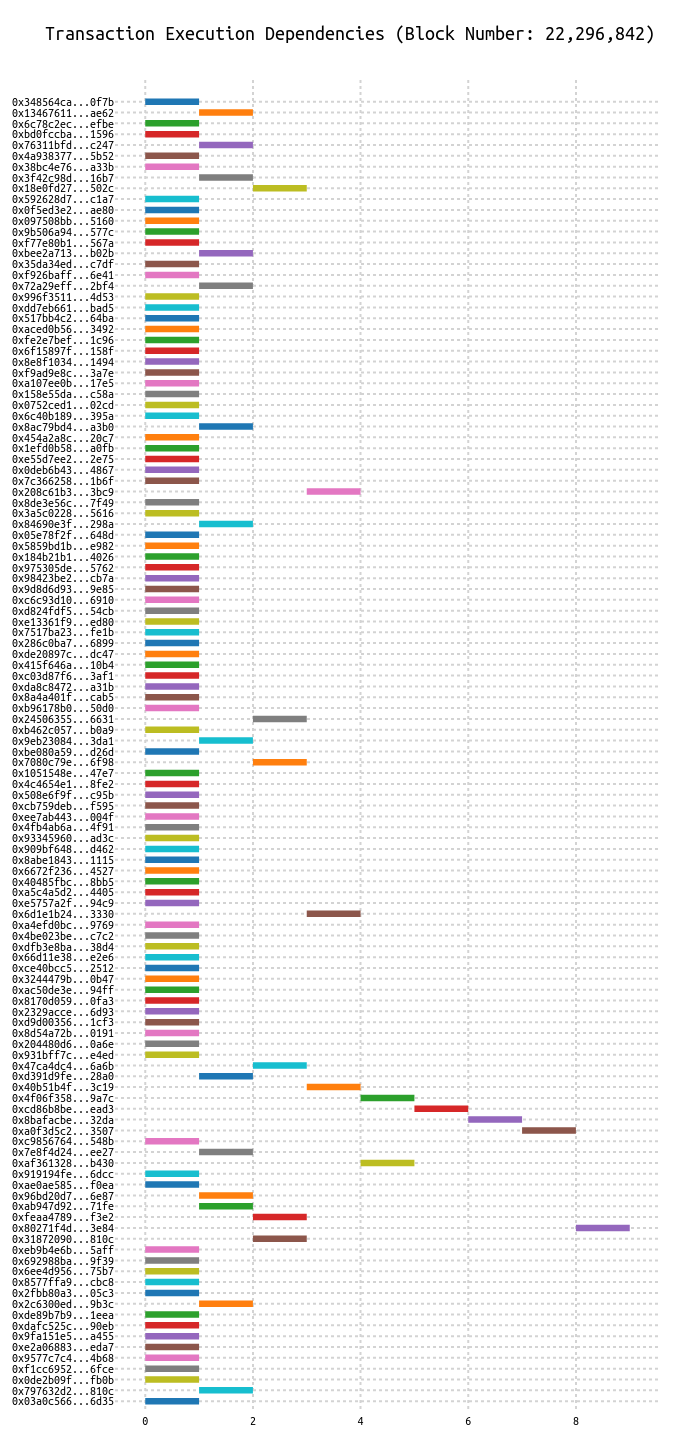 Transaction Execution Dependencies (Block Number: 22,296,842)
0x348564ca...0f7b
0x13467611...ae62
0x6c78c2ec...efbe
0xbd0fccba...1596
0x76311bfd...c247
0x4a938377...5b52
0x38bc4e76...a33b
0x3f42c98d...16b7
0x18e0fd27...502c
0x592628d7...c1a7
0x0f5ed3e2...ae80
0x097508bb...5160
0x9b506a94...577c
0xf77e80b1...567a
0xbee2a713...b02b
0x35da34ed...c7df
0xf926baff...6e41
0x72a29eff...2bf4
0x996f3511...4d53
0xdd7eb661...bad5
0x517bb4c2...64ba
0xaced0b56...3492
0xfe2e7bef...1c96
0x6f15897f...158f
0x8e8f1034...1494
0xf9ad9e8c...3a7e
0xa107ee0b...17e5
0x158e55da...c58a
0x0752ced1...02cd
0x6c40b189...395a
0x8ac79bd4...a3b0
0x454a2a8c...20c7
0x1efd0b58...a0fb
0xe55d7ee2...2e75
0x0deb6b43...4867
0x7c366258...1b6f
0x208c61b3...3bc9
0x8de3e56c...7f49
0x3a5c0228...5616
0x84690e3f...298a
0x05e78f2f...648d
0x5859bd1b...e982
0x184b21b1...4026
0x975305de...5762
0x98423be2...cb7a
0x9d8d6d93...9e85
0xc6c93d10...6910
0xd824fdf5...54cb
0xe13361f9...ed80
0x7517ba23...fe1b
0x286c0ba7...6899
0xde20897c...dc47
0x415f646a...10b4
0xc03d87f6...3af1
0xda8c8472...a31b
0x8a4a401f...cab5
0xb96178b0...50d0
0x24506355...6631
0xb462c057...b0a9
0x9eb23084...3da1
0xbe080a59...d26d
0x7080c79e...6f98
0x1051548e...47e7
0x4c4654e1...8fe2
0x508e6f9f...c95b
0xcb759deb...f595
0xee7ab443...004f
0x4fb4ab6a...4f91
0x93345960...ad3c
0x909bf648...d462
0x8abe1843...1115
0x6672f236...4527
0x40485fbc...8bb5
0xa5c4a5d2...4405
0xe5757a2f...94c9
0x6d1e1b24...3330
0xa4efd0bc...9769
0x4be023be...c7c2
0xdfb3e8ba...38d4
0x66d11e38...e2e6
0xce40bcc5...2512
0x3244479b...0b47
0xac50de3e...94ff
0x8170d059...0fa3
0x2329acce...6d93
0xd9d00356...1cf3
0x8d54a72b...0191
0x204480d6...0a6e
0x931bff7c...e4ed
0x47ca4dc4...6a6b
0xd391d9fe...28a0
0x40b51b4f...3c19
0x4f06f358...9a7c
0xcd86b8be...ead3
0x8bafacbe...32da
0xa0f3d5c2...3507
0xc9856764...548b
0x7e8f4d24...ee27
0xaf361328...b430
0x919194fe...6dcc
0xae0ae585...f0ea
0x96bd20d7...6e87
0xab947d92...71fe
0xfeaa4789...f3e2
0x80271f4d...3e84
0x31872090...810c
0xeb9b4e6b...5aff
0x692988ba...9f39
0x6ee4d956...75b7
0x8577ffa9...cbc8
0x2fbb80a3...05c3
0x2c6300ed...9b3c
0xde89b7b9...1eea
0xdafc525c...90eb
0x9fa151e5...a455
0xe2a06883...eda7
0x9577c7c4...4b68
0xf1cc6952...6fce
0x0de2b09f...fb0b
0x797632d2...810c
0x03a0c566...6d35
0 2 4 6 8